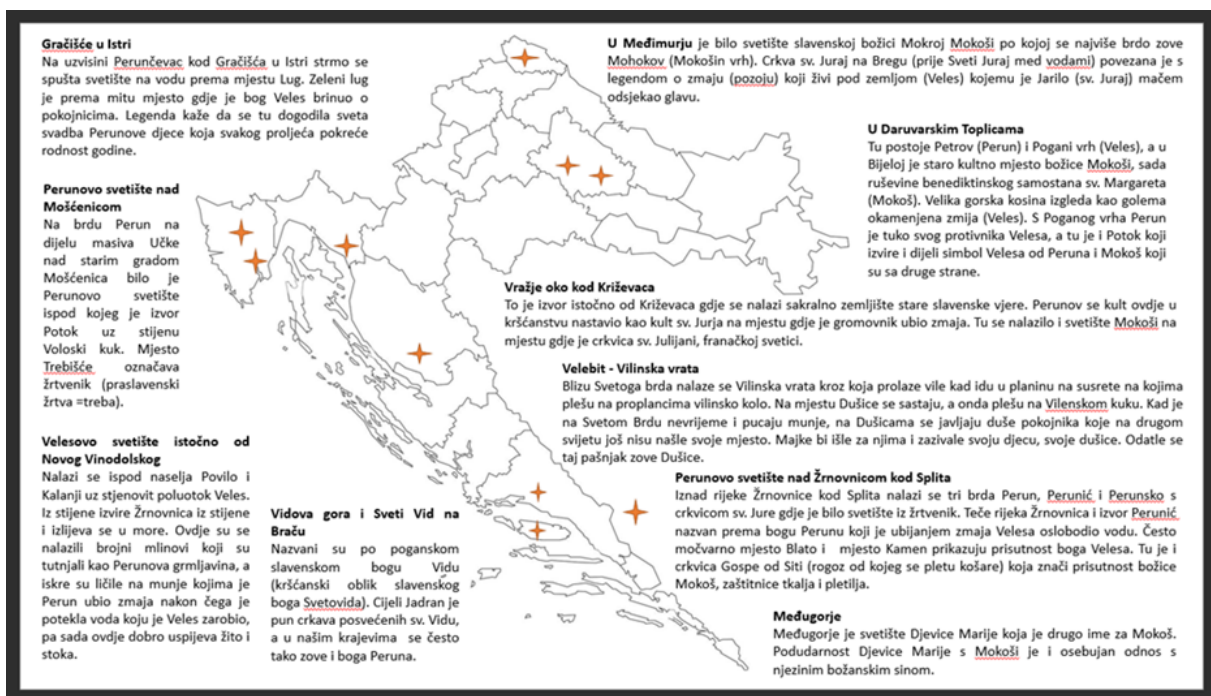 Gračišće u Istri
Na uzvisini Perunčevac kod Gračišća u Istri strmo se
spušta svetište na vodu prema mjestu Lug. Zeleni lug
je prema mitu mjesto gdje je bog Veles brinuo o
pokojnicima. Legenda kaže da se tu dogodila sveta
svadba Perunove djece koja svakog proljeća pokreće
rodnost godine.
Perunovo svetište nad
Mošćenicom
Na brdu Perun na
dijelu masiva Učke
nad starim gradom
Mošćenica bilo je
Perunovo svetište
ispod kojeg je izvor
Potok uz stijenu
Voloski kuk. Mjesto
Trebišće označava
žrtvenik (praslavenski
žrtva =treba).
Velesovo svetište istočno od
Novog Vinodolskog
Nalazi se ispod naselja Povilo i
Kalanji uz stjenovit poluotok Veles.
Iz stijene izvire Žrnovnica iz stijene
i izlijeva se u more. Ovdje su se
nalazili brojni mlinovi koji su
tutnjali kao Perunova grmljavina, a
iskre su ličile na munje kojima je
Perun ubio zmaja nakon čega je
potekla voda koju je Veles zarobio,
pa sada ovdje dobro uspijeva žito i
stoka.
Vidova gora i Sveti Vid na
Braču
Nazvani su po poganskom
slavenskom bogu Vidu
(kršćanski oblik slavenskog
boga Svetovida). Cijeli Jadran je
pun crkava posvećenih sv. Vidu,
a u našim krajevima se često
tako zove i boga Peruna.
U Međimurju je bilo svetište slavenskoj božici Mokroj Mokoši po kojoj se najviše brdo zove
Mohokov (Mokošin vrh). Crkva sv. Juraj na Bregu (prije Sveti Juraj med vodami) povezana je s
legendom o zmaju (pozoju) koji živi pod zemljom (Veles) kojemu je Jarilo (sv. Juraj) mačem
odsjekao glavu.
U Daruvarskim Toplicama
Tu postoje Petrov (Perun) i Pogani vrh (Veles), a u
Bijeloj je staro kultno mjesto božice Mokoši, sada
ruševine benediktinskog samostana sv. Margareta
(Mokoš). Velika gorska kosina izgleda kao golema
okamenjena zmija (Veles). S Poganog vrha Perun
je tuko svog protivnika Velesa, a tu je i Potok koji
izvire i dijeli simbol Velesa od Peruna i Mokoš koji
su sa druge strane.
Vražje oko kod Križevaca
To je izvor istočno od Križevaca gdje se nalazi sakralno zemljište stare slavenske vjere. Perunov se kult ovdje u
kršćanstvu nastavio kao kult sv. Jurja na mjestu gdje je gromovnik ubio zmaja. Tu se nalazilo i svetište Mokoši na
mjestu gdje je crkvica sv. Julijani, franačkoj svetici.
Velebit - Vilinska vrata
Blizu Svetoga brda nalaze se Vilinska vrata kroz koja prolaze vile kad idu u planinu na susrete na kojima
plešu na proplancima vilinsko kolo. Na mjestu Dušice se sastaju, a onda plešu na Vilenskom kuku. Kad je
na Svetom Brdu nevrijeme i pucaju munje, na Dušicama se javljaju duše pokojnika koje na drugom
svijetu još nisu našle svoje mjesto. Majke bi išle za njima i zazivale svoju djecu, svoje dušice. Odatle se
taj pašnjak zove Dušice.
Perunovo svetište nad Žrnovnicom kod Splita
Iznad rijeke Žrnovnice kod Splita nalazi se tri brda Perun, Perunić i Perunsko s
crkvicom sv. Jure gdje je bilo svetište iz žrtvenik. Teče rijeka Žrnovnica i izvor Perunić
nazvan prema bogu Perunu koji je ubijanjem zmaja Velesa oslobodio vodu. Često
močvarno mjesto Blato i mjesto Kamen prikazuju prisutnost boga Velesa. Tu je i
crkvica Gospe od Siti (rogoz od kojeg se pletu košare) koja znači prisutnost božice
Mokoš, zaštitnice tkalja i pletilja.
Međugorje
Međugorje je svetište Djevice Marije koja je drugo ime za Mokoš.
Podudarnost Djevice Marije s Mokoši je i osebujan odnos s
njezinim božanskim sinom.